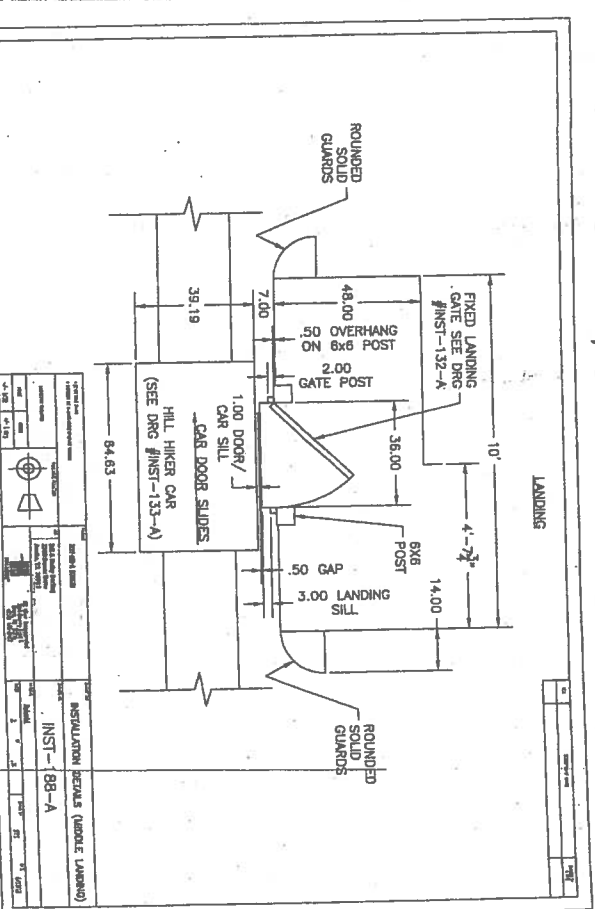 LANDING
10'
4'-7¾"
14.00
FIXED LANDING
GATE SEE DRG
#INST-132-A
48.00
36.00
6X6
POST
ROUNDED
SOLID
GUARDS
.50 OVERHANG
ON 6x6 POST
2.00
GATE POST
7.00
39.19
1.00 DOOR/
CAR SILL
CAR DOOR SLIDES
HILL HIKER CAR
(SEE DRG #INST-133-A)
64.63
.50 GAP
3.00 LANDING
SILL
ROUNDED
SOLID
GUARDS
INSTALLATION DETAILS (MIDDLE LANDING)